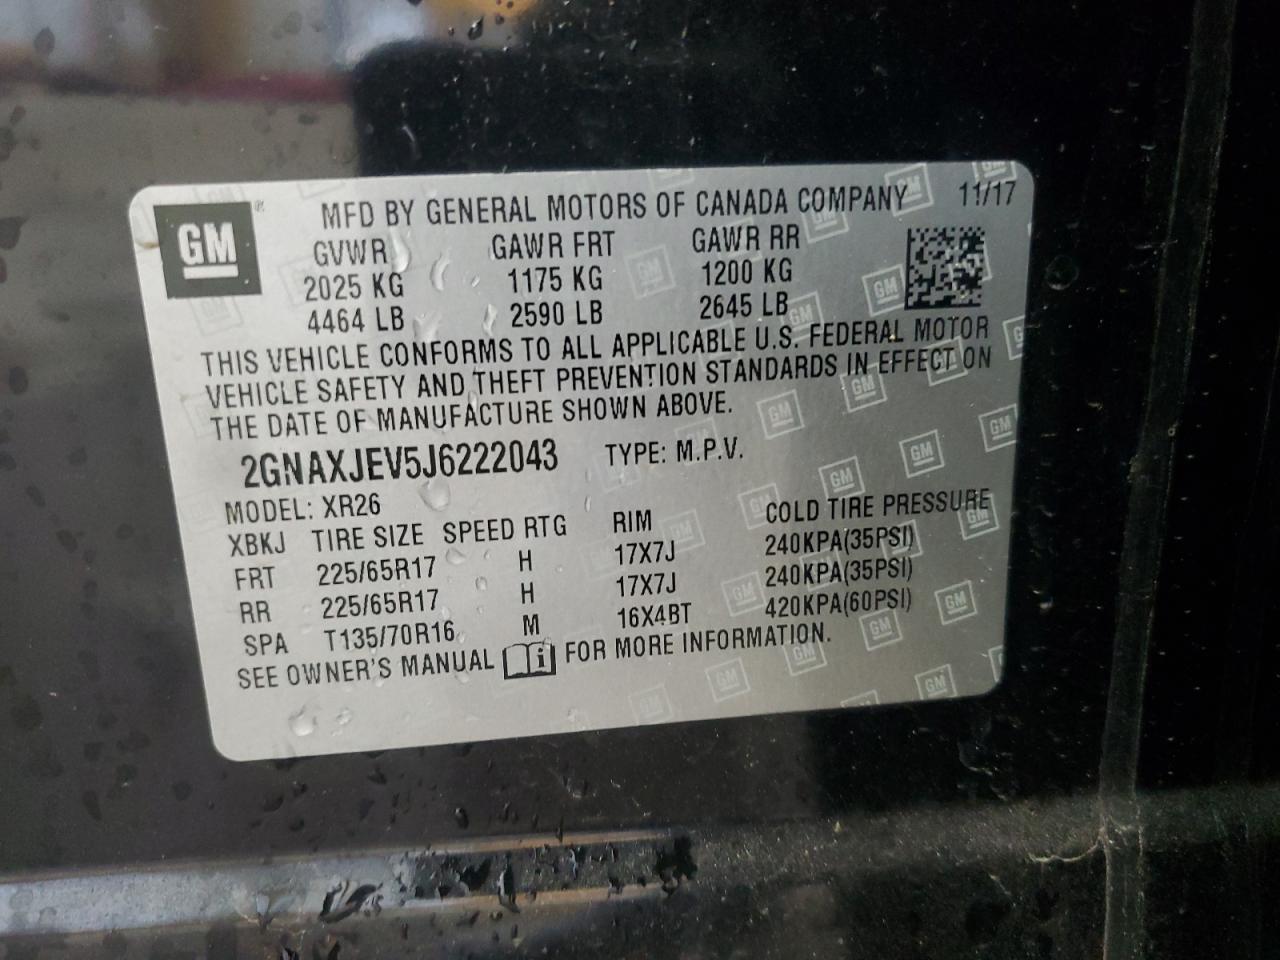 GM ® MFD BY GENERAL MOTORS OF CANADA COMPANY 11/17
GVWR GAWR FRT GAWR RR
2025 KG 1175 KG 1200 KG
4464 LB 2590 LB 2645 LB
THIS VEHICLE CONFORMS TO ALL APPLICABLE U.S. FEDERAL MOTOR
VEHICLE SAFETY AND THEFT PREVENTION STANDARDS IN EFFECT ON
THE DATE OF MANUFACTURE SHOWN ABOVE.
2GNAXJEV5J6222043 TYPE: M.P.V.
MODEL: XR26
XBKJ TIRE SIZE SPEED RTG RIM COLD TIRE PRESSURE
FRT 225/65R17 H 17X7J 240KPA(35PSI)
RR 225/65R17 H 17X7J 240KPA(35PSI)
SPA T135/70R16 M 16X4BT 420KPA(60PSI)
SEE OWNER'S MANUAL i FOR MORE INFORMATION.